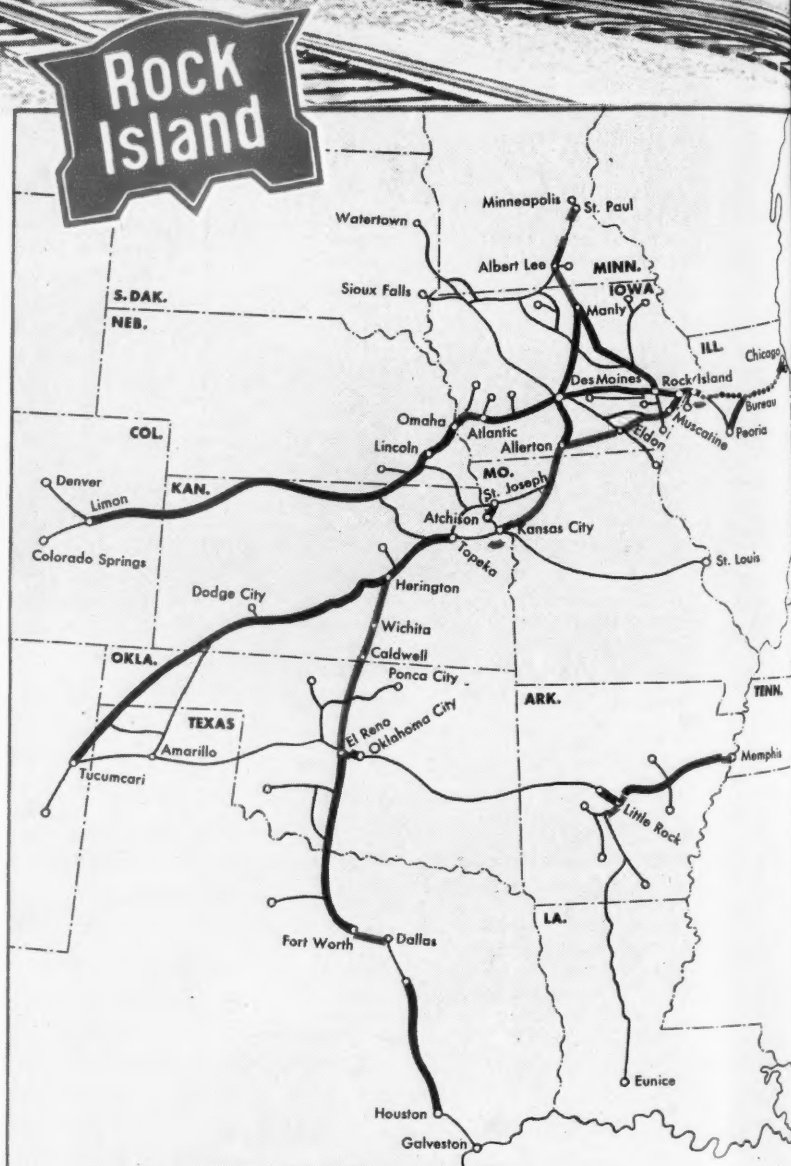 Rock
Island
Minneapolis
St. Paul
Watertown
Albert Lee
MINN.
Sioux Falls
IOWA
S. DAK.
Manly
NEB.
ILL.
Chicago
Des Moines
Rock Island
Omaha
Bureau
COL.
Atlantic
Muscatine
Lincoln
Allerton
Eldon
Peoria
Denver
KAN.
MO.
Limon
St. Joseph
Atchison
Kansas City
Colorado Springs
Topeka
St. Louis
Dodge City
Herington
Wichita
OKLA.
Caldwell
Ponca City
ARK.
TENN.
TEXAS
El Reno
Oklahoma City
Amarillo
Memphis
Tucumcari
Little Rock
LA.
Fort Worth
Dallas
Eunice
Houston
Galveston